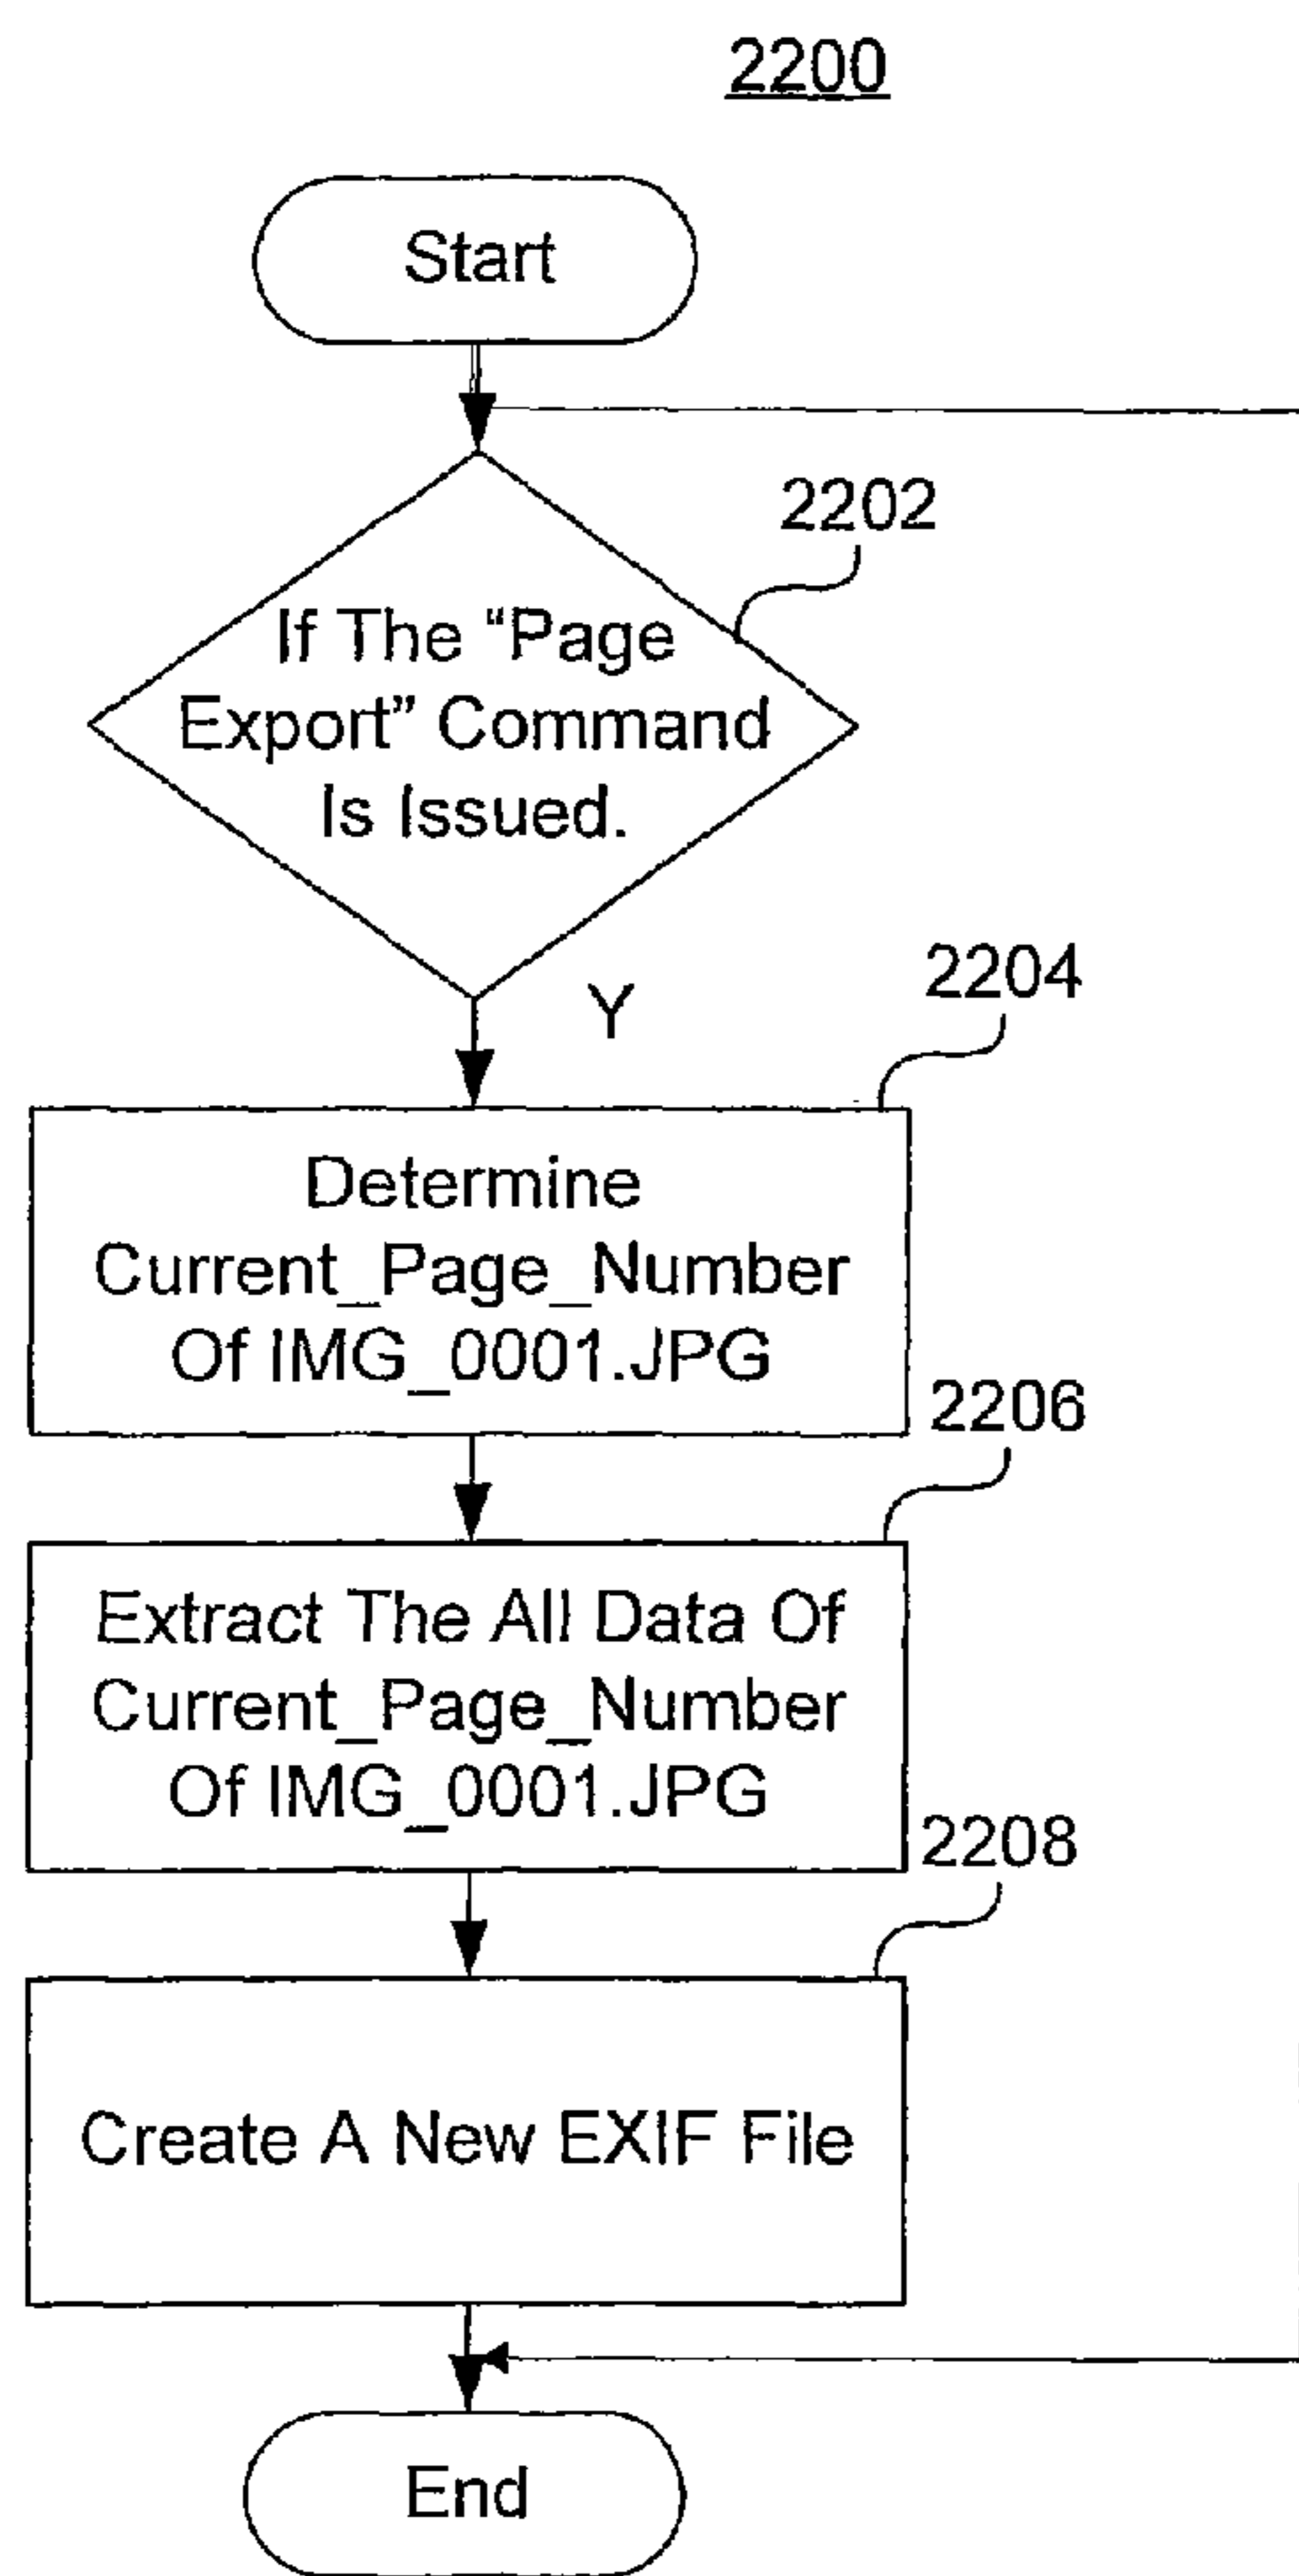 2200
Start
2202
If The “Page
Export” Command
Is Issued.
Y
2204
Determine
Current_Page_Number
Of IMG_0001.JPG
2206
Extract The All Data Of
Current_Page_Number
Of IMG_0001.JPG
2208
Create A New EXIF File
End